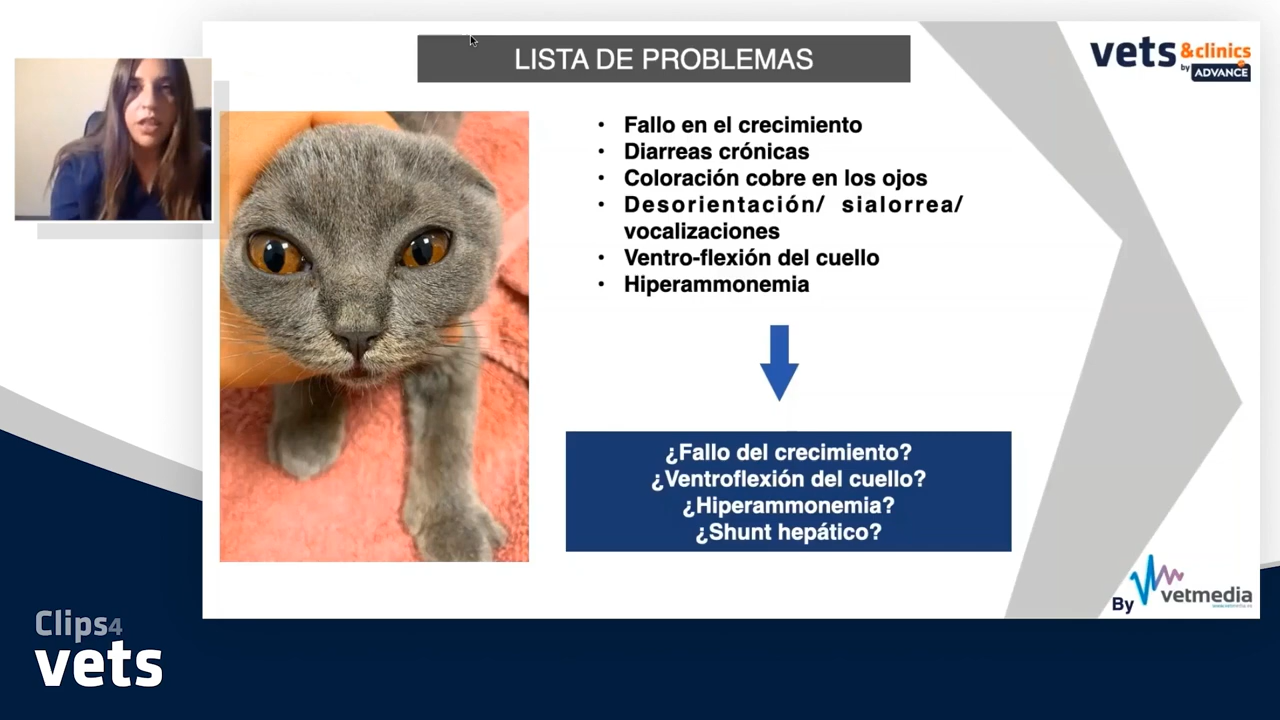 LISTA DE PROBLEMAS
vets &clinics
by ADVANCE
• Fallo en el crecimiento
• Diarreas crónicas
• Coloración cobre en los ojos
• Desorientación/ sialorrea/
vocalizaciones
• Ventro-flexión del cuello
• Hiperammonemia
¿Fallo del crecimiento?
¿Ventroflexión del cuello?
¿Hiperammonemia?
¿Shunt hepático?
By vetmedia
Clips4
vets